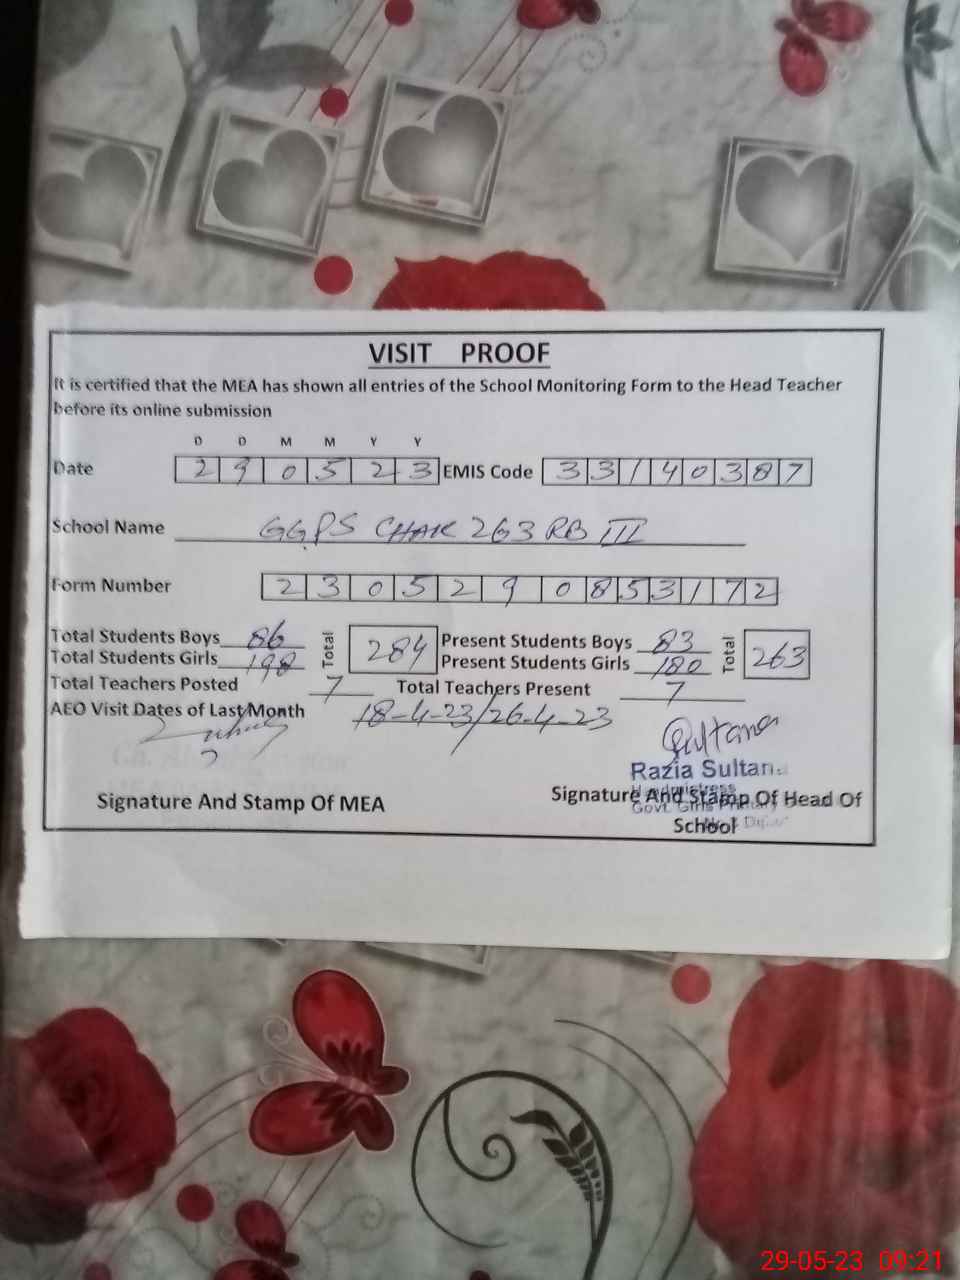 VISIT PROOF
It is certified that the MEA has shown all entries of the School Monitoring Form to the Head Teacher
before its online submission
D D M M Y Y
Date 2 9 0 5 2 3 EMIS Code 3 3 1 4 0 3 8 7
School Name GGPS CHAK 263 RB III
Form Number 2 3 0 5 2 9 0 8 5 3 1 7 2
Total Students Boys 86 Total 284 Present Students Boys 83 Total 263
Total Students Girls 198 Present Students Girls 180
Total Teachers Posted 7 Total Teachers Present 7
AEO Visit Dates of Last Month 18-4-23/26-4-23
Sultana
Razia Sultana
Headmistress
Signature And Stamp Of MEA Signature And Stamp Of Head Of
Govt. Girls Primary
School
29-05-23 09:21